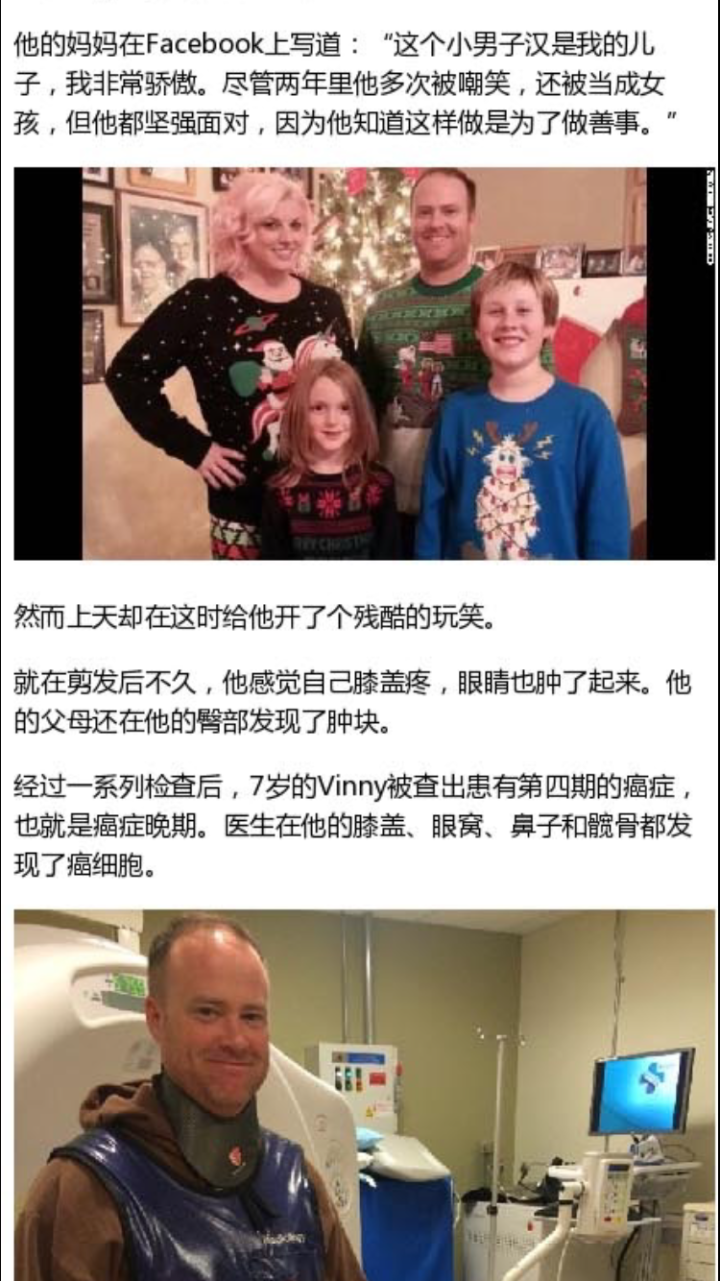 他的妈妈在Facebook上写道：“这个小男子汉是我的儿
子，我非常骄傲。尽管两年里他多次被嘲笑，还被当成女
孩，但他都坚强面对，因为他知道这样做是为了做善事。”
然而上天却在这时给他开了个残酷的玩笑。
就在剪发后不久，他感觉自己膝盖疼，眼睛也肿了起来。他
的父母还在他的臀部发现了肿块。
经过一系列检查后，7岁的Vinny被查出患有第四期的癌症，
也就是癌症晚期。医生在他的膝盖、眼窝、鼻子和髋骨都发
现了癌细胞。